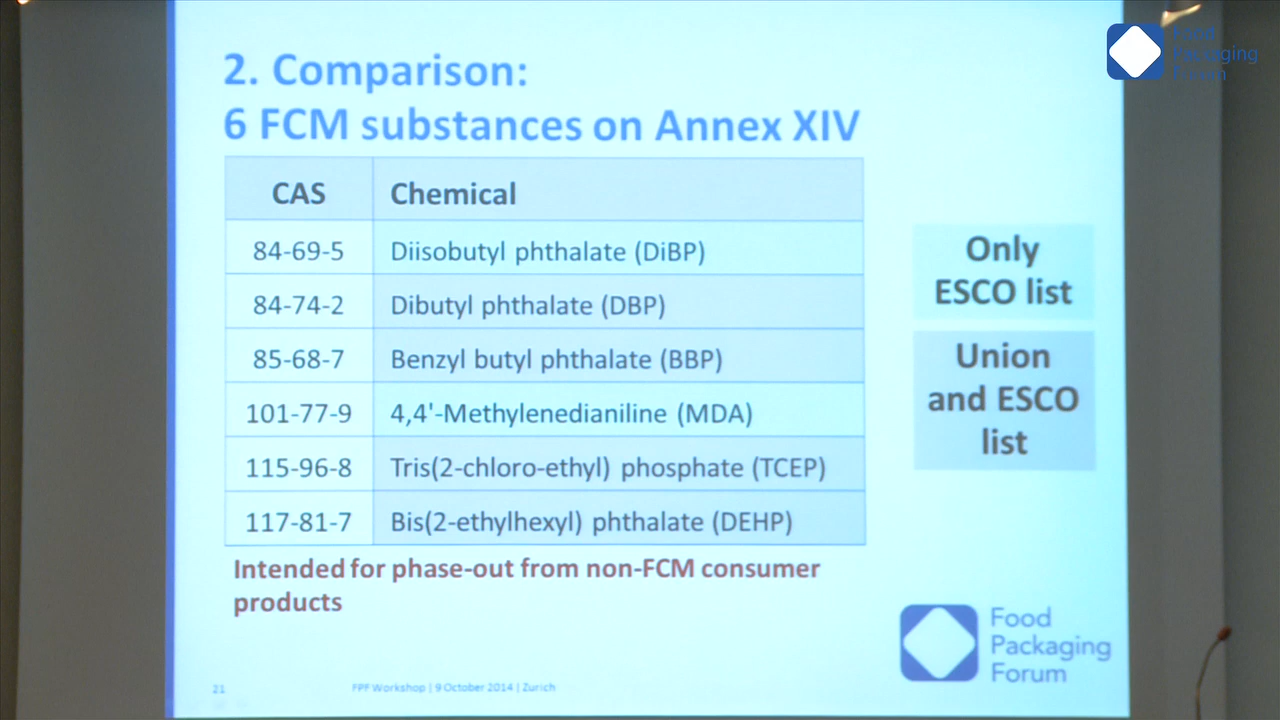 2. Comparison:
6 FCM substances on Annex XIV
CAS Chemical
84-69-5 Diisobutyl phthalate (DiBP)
84-74-2 Dibutyl phthalate (DBP)
85-68-7 Benzyl butyl phthalate (BBP)
101-77-9 4,4'-Methylenedianiline (MDA)
115-96-8 Tris(2-chloro-ethyl) phosphate (TCEP)
117-81-7 Bis(2-ethylhexyl) phthalate (DEHP)
Intended for phase-out from non-FCM consumer
products
Only
ESCO list
Union
and ESCO
list
Food
Packaging
Forum
21 FPF Workshop | 9 October 2014 | Zurich
Food
Packaging
Forum